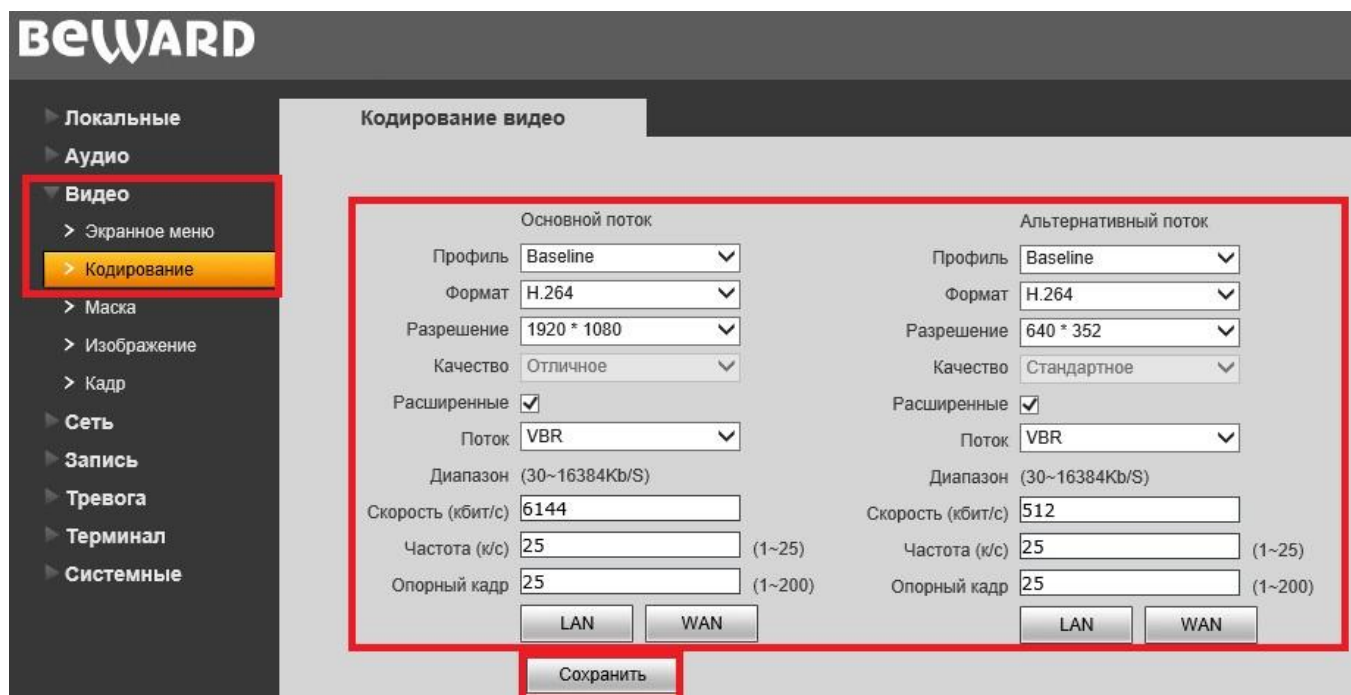 BEWARD
Локальные
Аудио
Видео
> Экранное меню
> Кодирование
> Маска
> Изображение
> Кадр
Сеть
Запись
Тревога
Терминал
Системные
Кодирование видео
Основной поток
Профиль Baseline
Формат H.264
Разрешение 1920 * 1080
Качество Отличное
Расширенные
Поток VBR
Диапазон (30~16384Kb/S)
Скорость (кбит/с) 6144
Частота (к/с) 25 (1~25)
Опорный кадр 25 (1~200)
LAN WAN
Альтернативный поток
Профиль Baseline
Формат H.264
Разрешение 640 * 352
Качество Стандартное
Расширенные
Поток VBR
Диапазон (30~16384Kb/S)
Скорость (кбит/с) 512
Частота (к/с) 25 (1~25)
Опорный кадр 25 (1~200)
LAN WAN
Сохранить